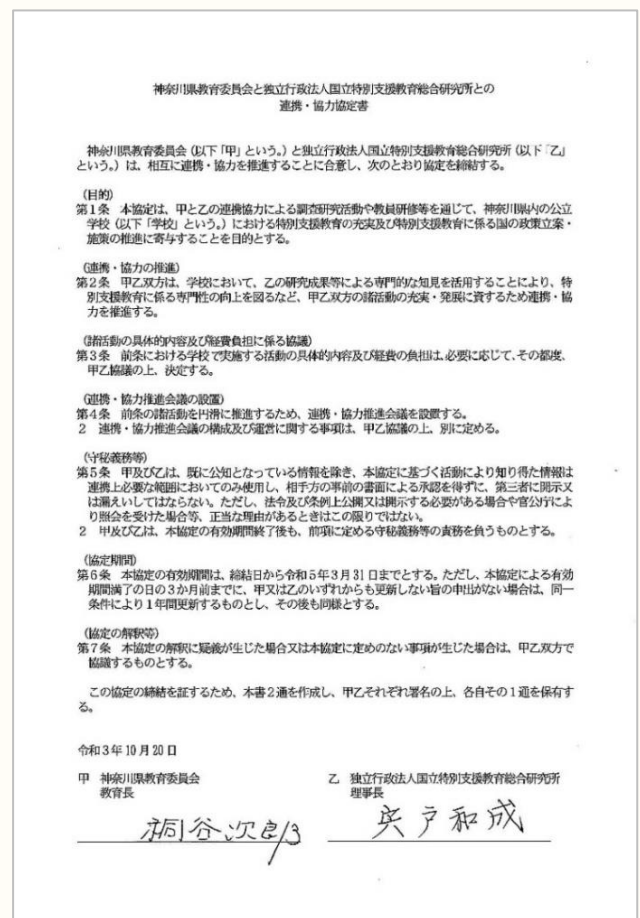 神奈川県教育委員会と独立行政法人国立特別支援教育総合研究所との
連携・協力協定書
神奈川県教育委員会（以下「甲」という。）と独立行政法人国立特別支援教育総合研究所（以下「乙」
という。）は、相互に連携・協力を推進することに合意し、次のとおり協定を締結する。
（目的）
第1条　本協定は、甲と乙の連携協力による調査研究活動や教員研修等を通じて、神奈川県内の公立
学校（以下「学校」という。）における特別支援教育の充実及び特別支援教育に係る国の政策立案・
施策の推進に寄与することを目的とする。
（連携・協力の推進）
第2条　甲乙双方は、学校において、乙の研究成果等による専門的な知見を活用することにより、特
別支援教育に係る専門性の向上を図るなど、甲乙双方の諸活動の充実・発展に資するため連携・協
力を推進する。
（諸活動の具体的内容及び経費負担に係る協議）
第3条　前条における学校で実施する活動の具体的内容及び経費の負担は、必要に応じて、その都度、
甲乙協議の上、決定する。
（連携・協力推進会議の設置）
第4条　前条の諸活動を円滑に推進するため、連携・協力推進会議を設置する。
2　連携・協力推進会議の構成及び運営に関する事項は、甲乙協議の上、別に定める。
（守秘義務等）
第5条　甲及び乙は、既に公知となっている情報を除き、本協定に基づく活動により知り得た情報は
連携上必要な範囲においてのみ使用し、相手方の事前の書面による承認を得ずに、第三者に開示又
は漏えいしてはならない。ただし、法令及び条例上公開又は開示する必要がある場合や官公庁によ
り照会を受けた場合等、正当な理由があるときはこの限りではない。
2　甲及び乙は、本協定の有効期間終了後も、前項に定める守秘義務等の責務を負うものとする。
（協定期間）
第6条　本協定の有効期間は、締結日から令和5年3月31日までとする。ただし、本協定による有効
期間満了の日の3か月前までに、甲又は乙のいずれからも更新しない旨の申出がない場合は、同一
条件により1年間更新するものとし、その後も同様とする。
（協定の解釈等）
第7条　本協定の解釈に疑義が生じた場合又は本協定に定めのない事項が生じた場合は、甲乙双方で
協議するものとする。
この協定の締結を証するため、本書2通を作成し、甲乙それぞれ署名の上、各自その1通を保有す
る。
令和3年10月20日
甲　神奈川県教育委員会
教育長
桐谷次郎
乙　独立行政法人国立特別支援教育総合研究所
理事長
宍戸和成